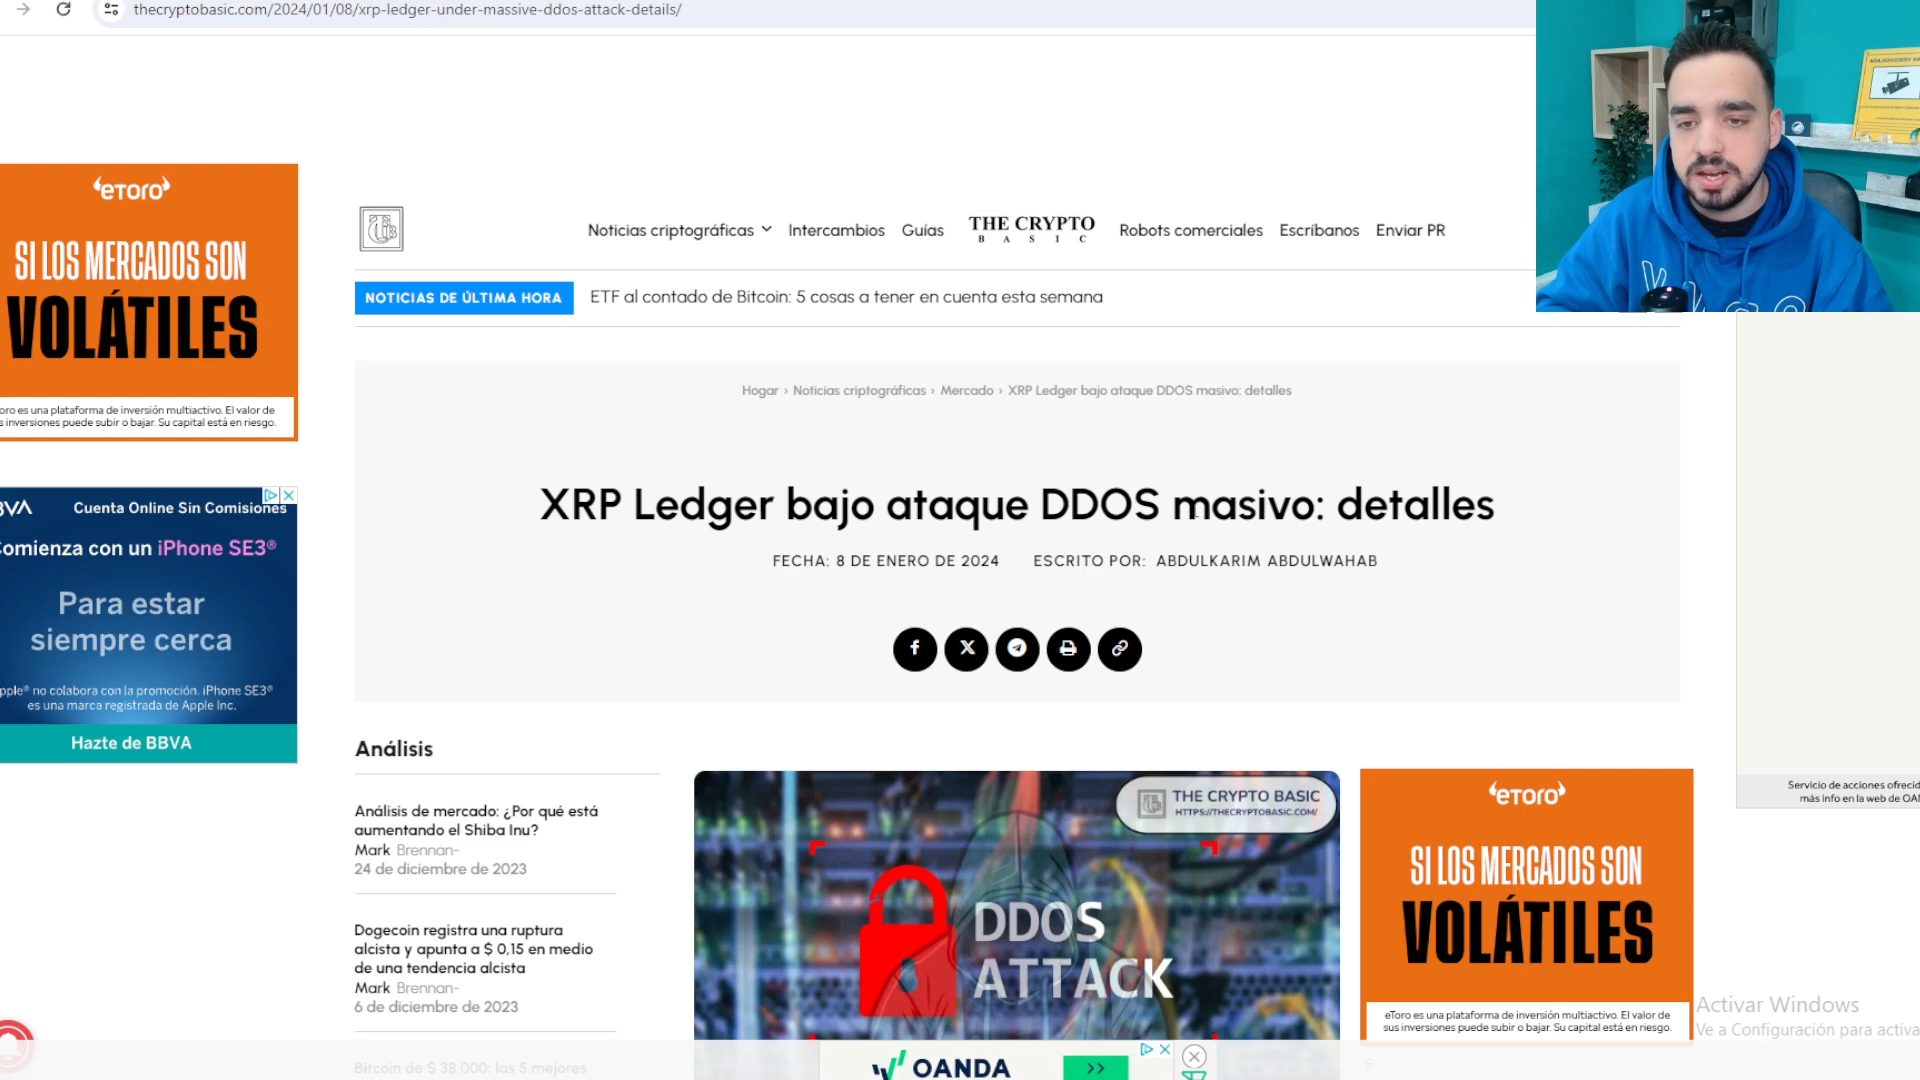 thecryptobasic.com/2024/01/08/xrp-ledger-under-massive-ddos-attack-details/
eToro
SI LOS MERCADOS SON
VOLÁTILES
oro es una plataforma de inversión multiactivo. El valor de
s inversiones puede subir o bajar. Su capital está en riesgo.
Noticias criptográficas
Intercambios
Guías
THE CRYPTO
BASIC
Robots comerciales
Escríbanos
Enviar PR
NOTICIAS DE ÚLTIMA HORA
ETF al contado de Bitcoin: 5 cosas a tener en cuenta esta semana
Hogar › Noticias criptográficas › Mercado › XRP Ledger bajo ataque DDOS masivo: detalles
XRP Ledger bajo ataque DDOS masivo: detalles
FECHA: 8 DE ENERO DE 2024 ESCRITO POR: ABDULKARIM ABDULWAHAB
BVA
Cuenta Online Sin Comisiones
Comienza con un iPhone SE3®
Para estar
siempre cerca
pple® no colabora con la promoción. iPhone SE3®
es una marca registrada de Apple Inc.
Hazte de BBVA
Análisis
Análisis de mercado: ¿Por qué está
aumentando el Shiba Inu?
Mark Brennan-
24 de diciembre de 2023
Dogecoin registra una ruptura
alcista y apunta a $ 0,15 en medio
de una tendencia alcista
Mark Brennan-
6 de diciembre de 2023
Bitcoin de $ 38.000: las 5 mejores
THE CRYPTO BASIC
HTTPS://THECRYPTOBASIC.COM/
DDOS
ATTACK
eToro
SI LOS MERCADOS SON
VOLÁTILES
eToro es una plataforma de inversión multiactivo. El valor de
sus inversiones puede subir o bajar. Su capital está en riesgo.
Servicio de acciones ofrecid
más info en la web de OAN
Activar Windows
Ve a Configuración para activa
OANDA
>>